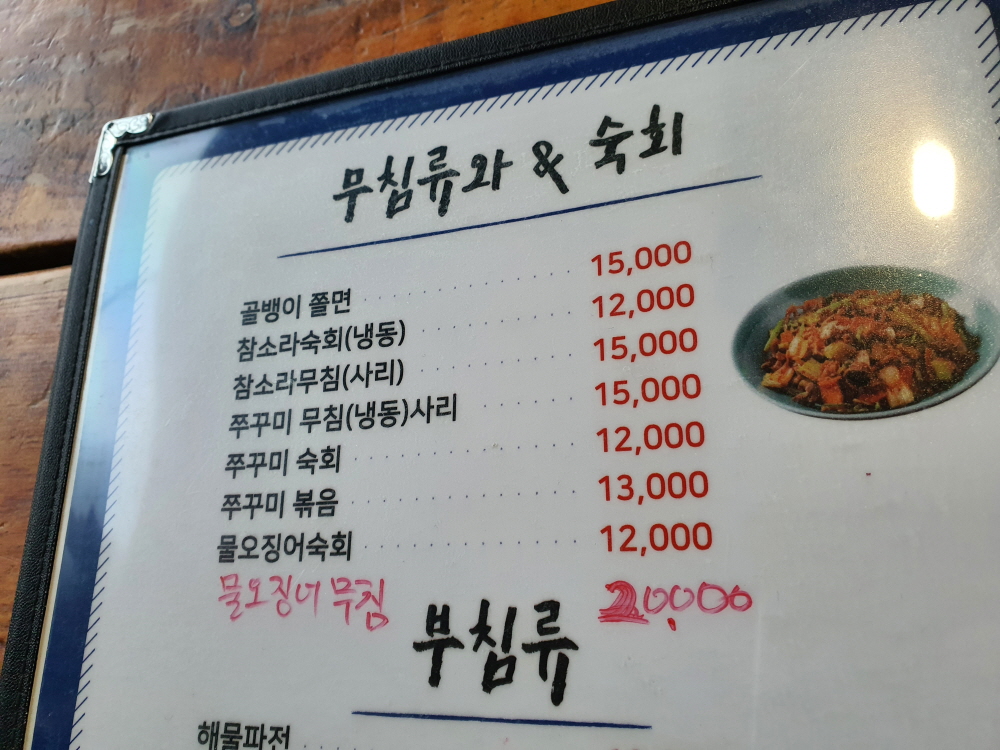 무침류와 & 숙회
골뱅이 쫄면 15,000
참소라숙회(냉동) 12,000
참소라무침(사리) 15,000
쭈꾸미 무침(냉동)사리 15,000
쭈꾸미 숙회 12,000
쭈꾸미 볶음 13,000
물오징어숙회 12,000
물오징어 무침 20,000
부침류
해물파전